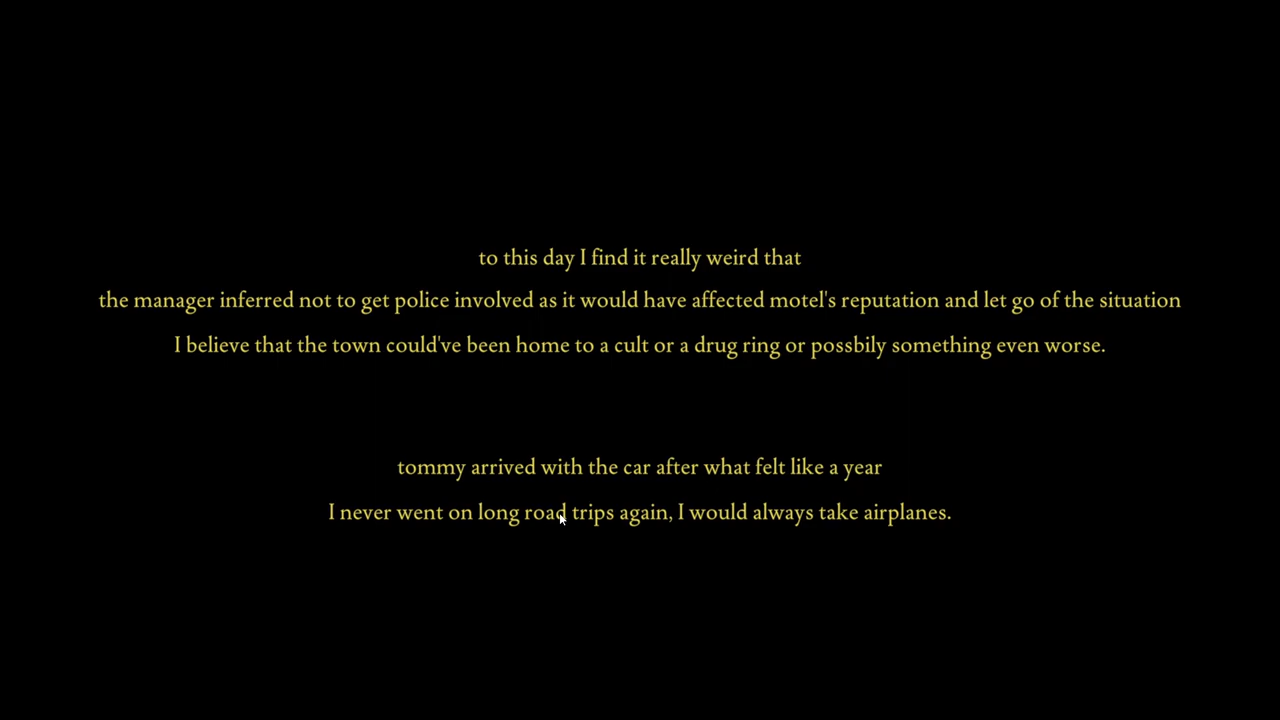 to this day I find it really weird that
the manager inferred not to get police involved as it would have affected motel's reputation and let go of the situation
I believe that the town could've been home to a cult or a drug ring or possbily something even worse.
tommy arrived with the car after what felt like a year
I never went on long road trips again, I would always take airplanes.